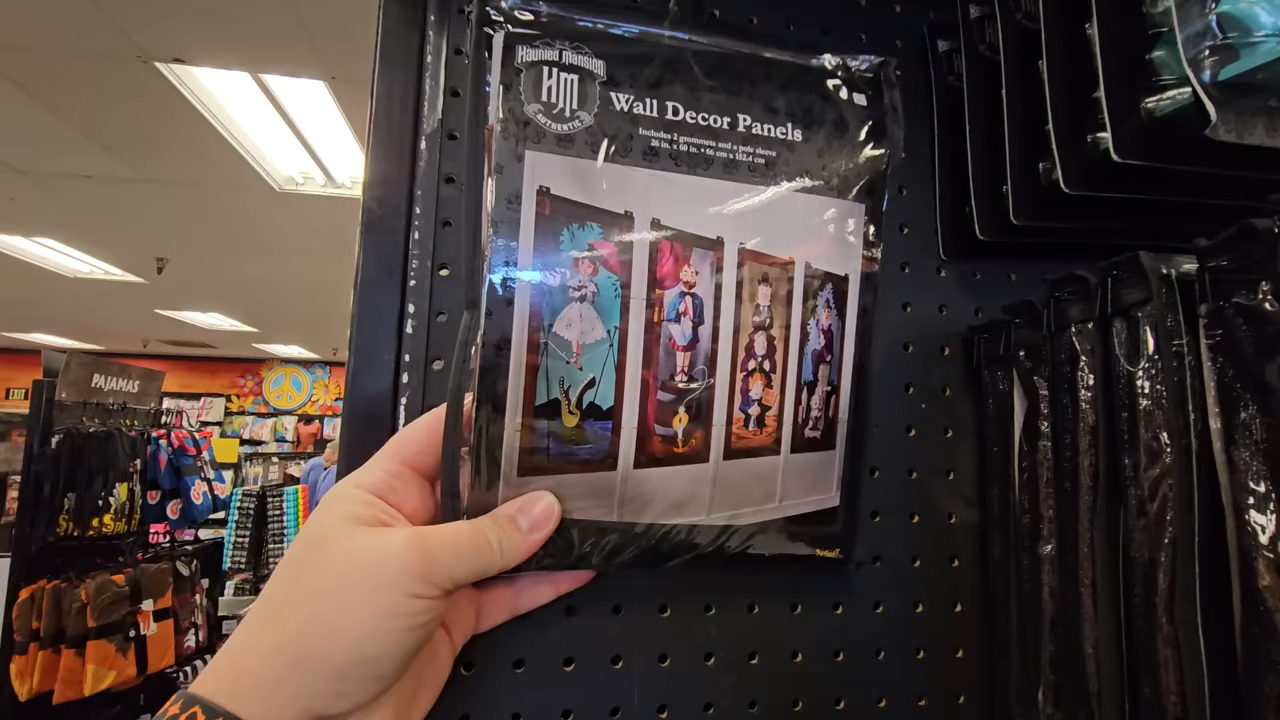 Haunted Mansion
HM
AUTHENTIC
Wall Decor Panels
Includes 2 grommets and a pole sleeve
26 in. x 60 in. • 66 cm x 152.4 cm
EXIT
PAJAMAS